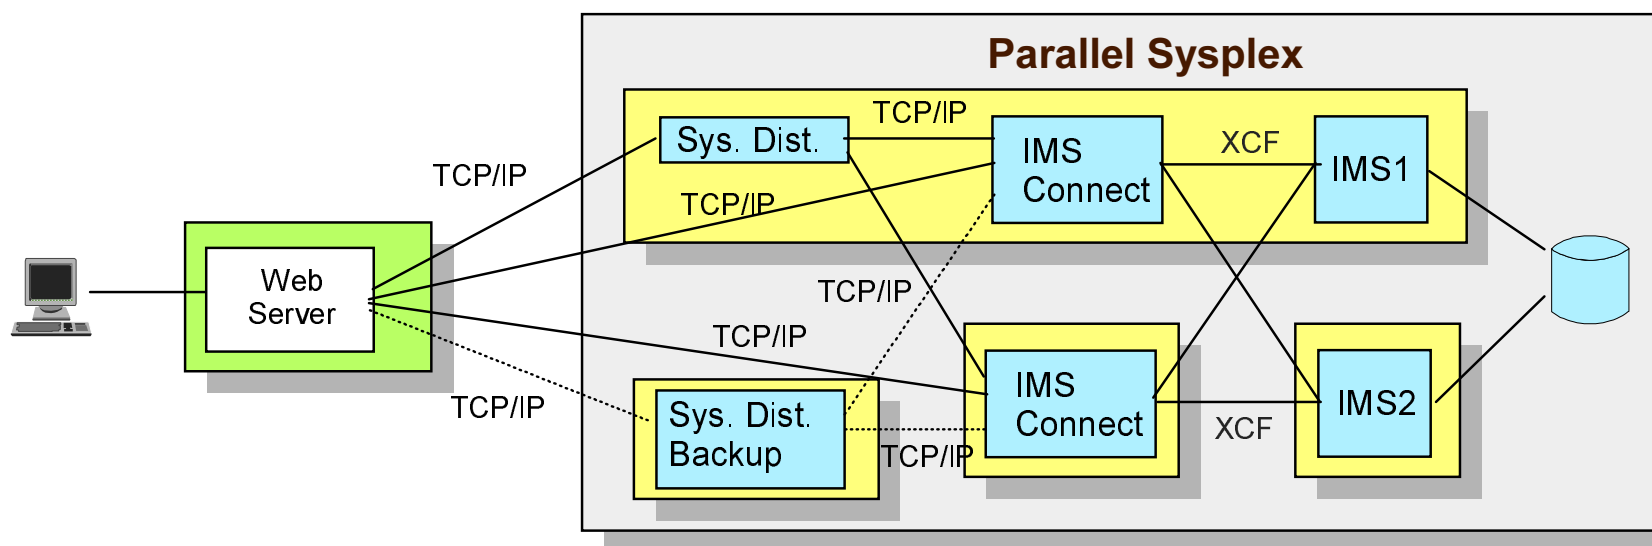 Parallel Sysplex
TCP/IP
Sys. Dist.
IMS
Connect
XCF
IMS1
TCP/IP
TCP/IP
Web
Server
TCP/IP
TCP/IP
TCP/IP
Sys. Dist.
Backup
TCP/IP
IMS
Connect
XCF
IMS2